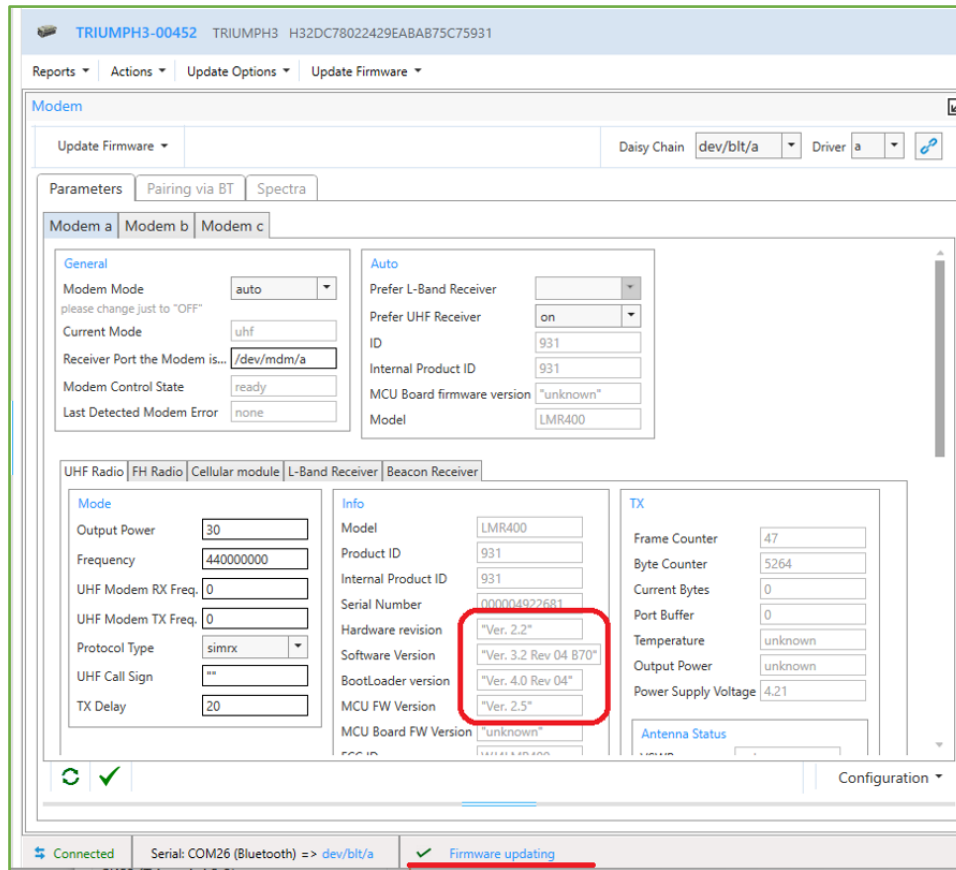 TRIUMPH3-00452 TRIUMPH3 H32DC78022429EABAB75C75931
Reports Actions Update Options Update Firmware
Modem
Update Firmware Daisy Chain dev/blt/a Driver a
Parameters Pairing via BT Spectra
Modem a Modem b Modem c
General
Modem Mode auto
please change just to "OFF"
Current Mode uhf
Receiver Port the Modem is... /dev/mdm/a
Modem Control State ready
Last Detected Modem Error none
Auto
Prefer L-Band Receiver
Prefer UHF Receiver on
ID 931
Internal Product ID 931
MCU Board firmware version "unknown"
Model LMR400
UHF Radio FH Radio Cellular module L-Band Receiver Beacon Receiver
Mode
Output Power 30
Frequency 440000000
UHF Modem RX Freq. 0
UHF Modem TX Freq. 0
Protocol Type simrx
UHF Call Sign ""
TX Delay 20
Info
Model LMR400
Product ID 931
Internal Product ID 931
Serial Number 000004922681
Hardware revision "Ver. 2.2"
Software Version "Ver. 3.2 Rev 04 B70"
BootLoader version "Ver. 4.0 Rev 04"
MCU FW Version "Ver. 2.5"
MCU Board FW Version "unknown"
TX
Frame Counter 47
Byte Counter 5264
Current Bytes 0
Port Buffer 0
Temperature unknown
Output Power unknown
Power Supply Voltage 4.21
Antenna Status
Configuration
Connected Serial: COM26 (Bluetooth) => dev/blt/a Firmware updating